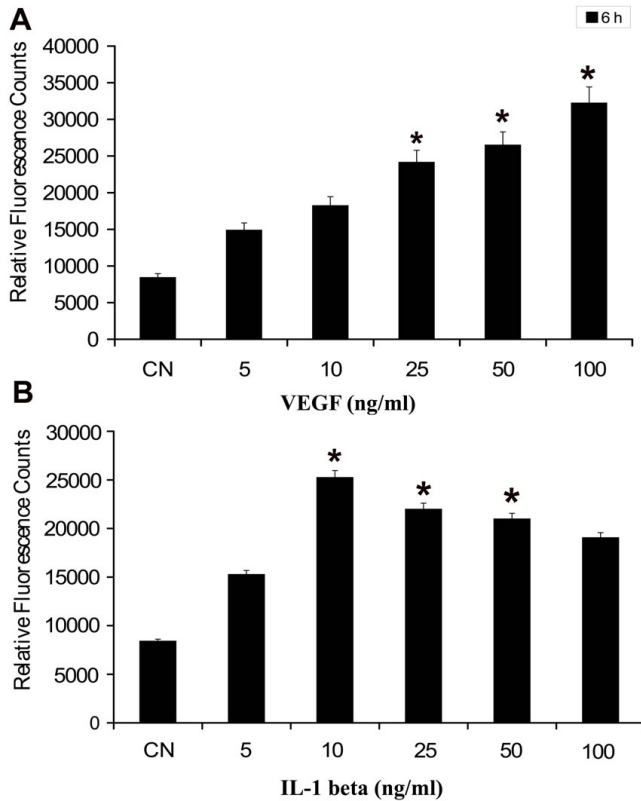 A
6 h
Relative Fluorescence Counts
40000
35000
30000
25000
20000
15000
10000
5000
0
* * *
CN 5 10 25 50 100
VEGF (ng/ml)
B
Relative Fluorescence Counts
30000
25000
20000
15000
10000
5000
0
* * *
CN 5 10 25 50 100
IL-1 beta (ng/ml)